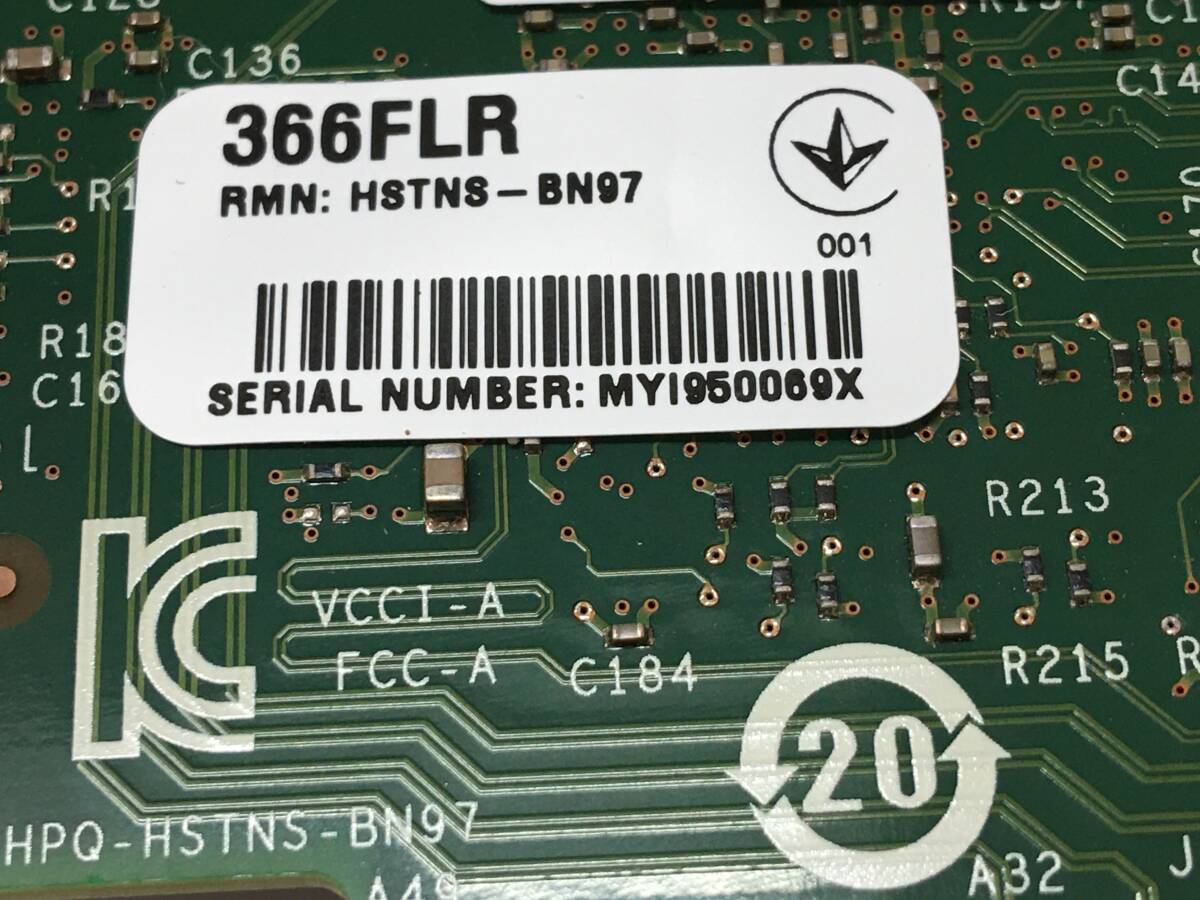 C136
366FLR
RMN: HSTNS-BN97
001
R18
C16
SERIAL NUMBER: MYI950069X
R213
VCCI-A
FCC-A
C184
R215
20
HPQ-HSTNS-BN97
A49
A32
J